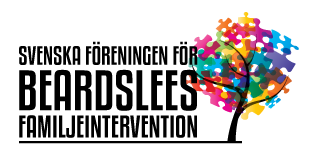 SVENSKA FÖRENINGEN FÖR
BEARDSLEES
FAMILJEINTERVENTION